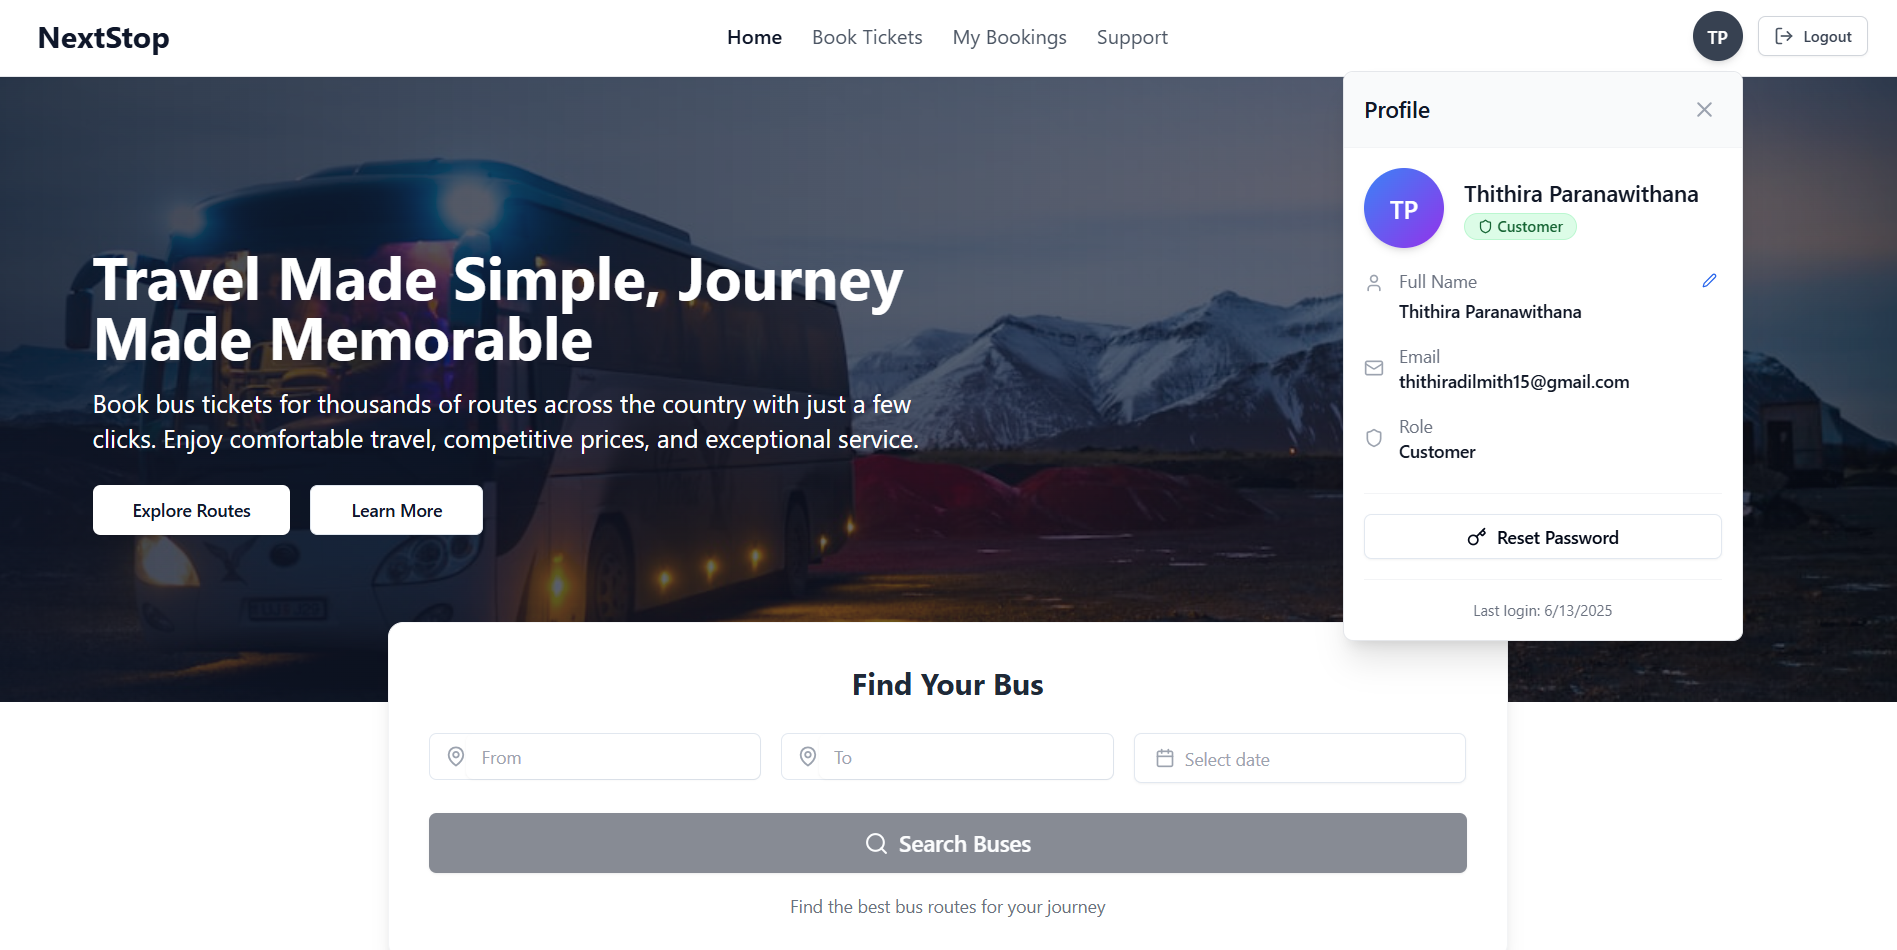 NextStop
Home
Book Tickets
My Bookings
Support
TP
Logout
Travel Made Simple, Journey
Made Memorable
Book bus tickets for thousands of routes across the country with just a few
clicks. Enjoy comfortable travel, competitive prices, and exceptional service.
Explore Routes
Learn More
Profile
TP
Thithira Paranawithana
Customer
Full Name
Thithira Paranawithana
Email
thithiradilmith15@gmail.com
Role
Customer
Reset Password
Last login: 6/13/2025
Find Your Bus
From
To
Select date
Search Buses
Find the best bus routes for your journey